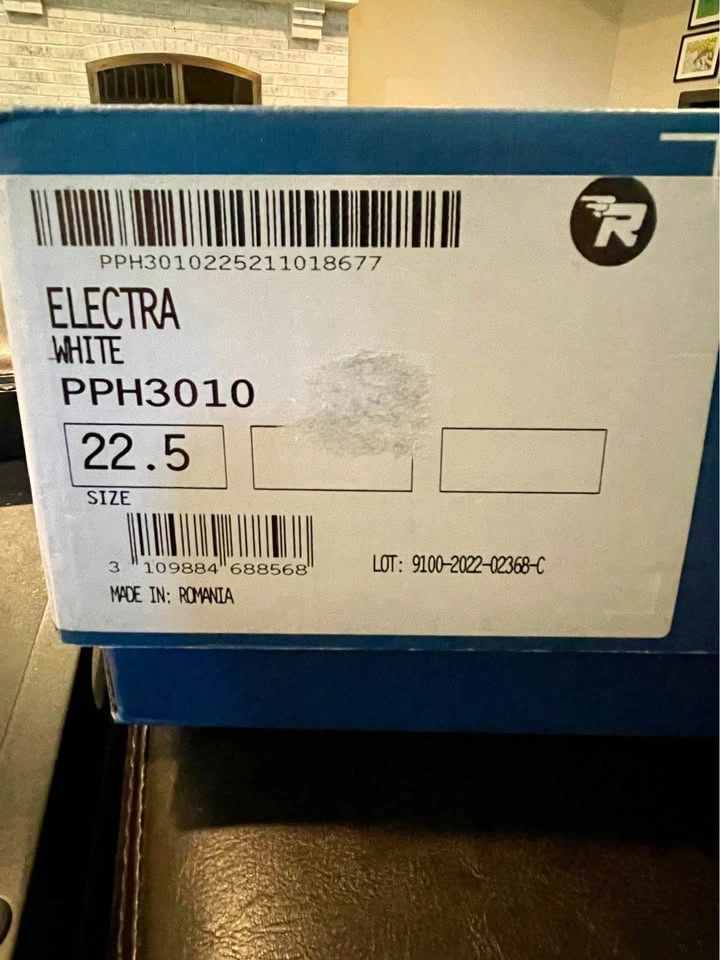 R
PPH3010225211018677
ELECTRA
WHITE
PPH3010
22.5
SIZE
3 109884 688568
LOT: 9100-2022-02368-C
MADE IN: ROMANIA